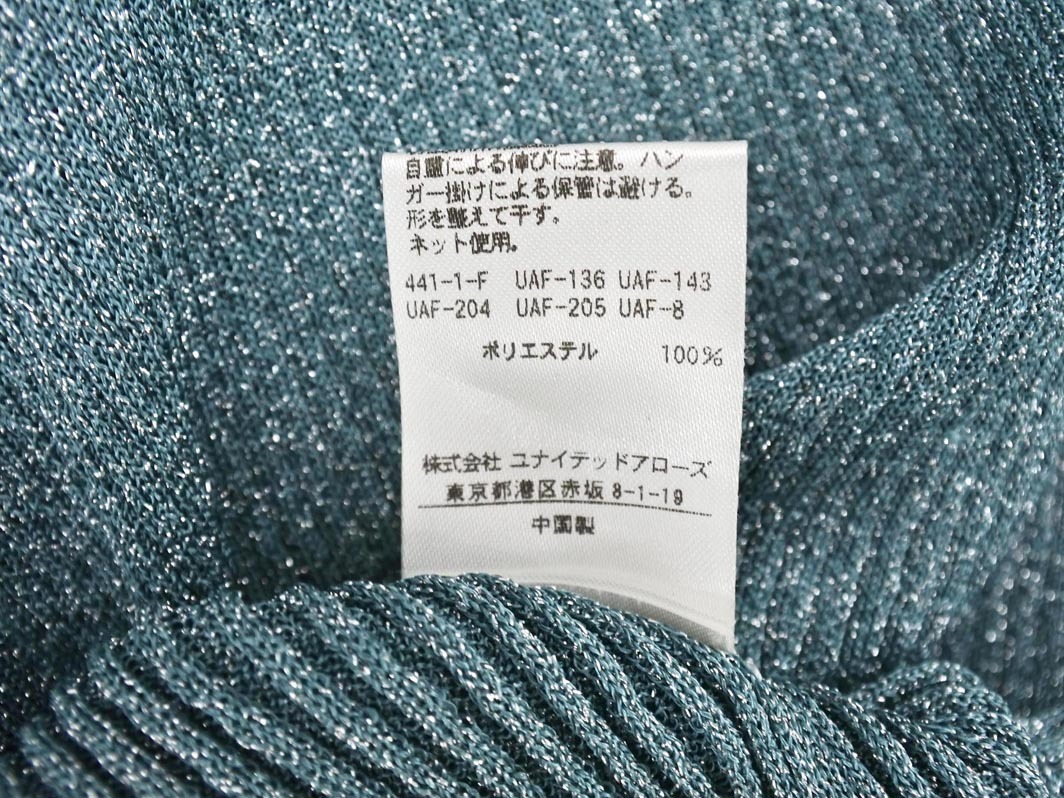 自重による伸びに注意。ハン
ガー掛けによる保管は避ける。
形を整えて干す。
ネット使用。
441-1-F UAF-136 UAF-143
UAF-204 UAF-205 UAF-8
ポリエステル 100%
株式会社 ユナイテッドアローズ
東京都港区赤坂 8-1-19
中国製